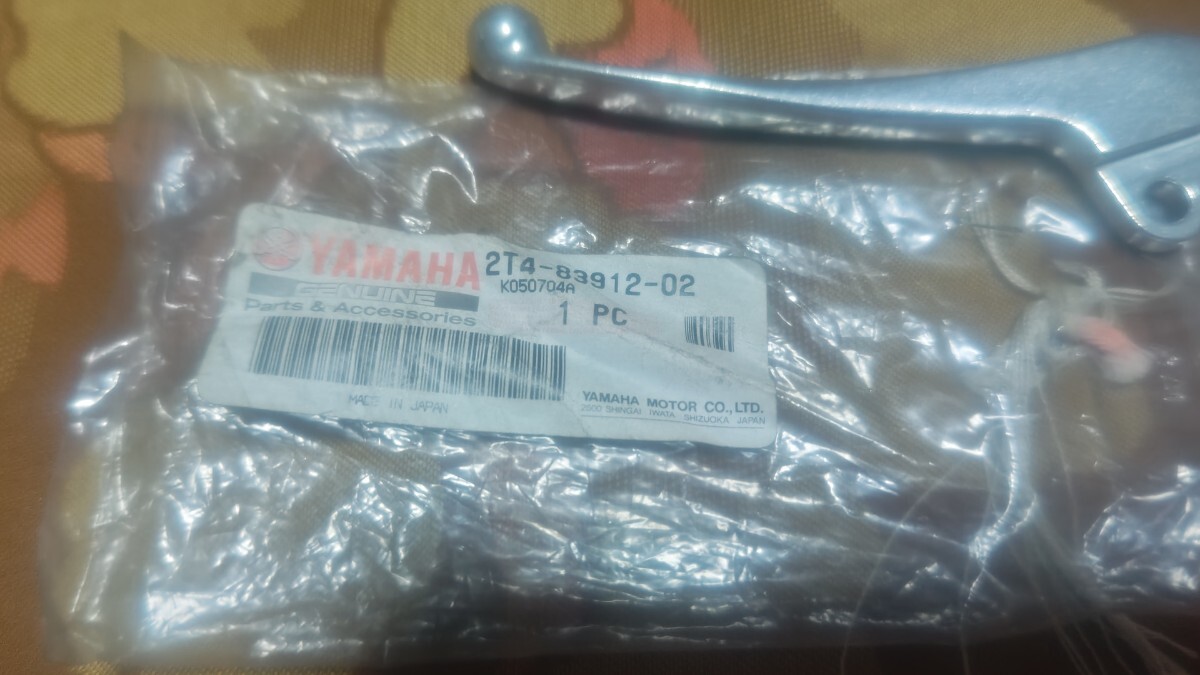 YAMAHA
GENUINE
Parts & Accessories
2T4-83912-02
K050704A
1 PC
MADE IN JAPAN
YAMAHA MOTOR CO.,LTD.
2500 SHINGAI IWATA SHIZUOKA JAPAN